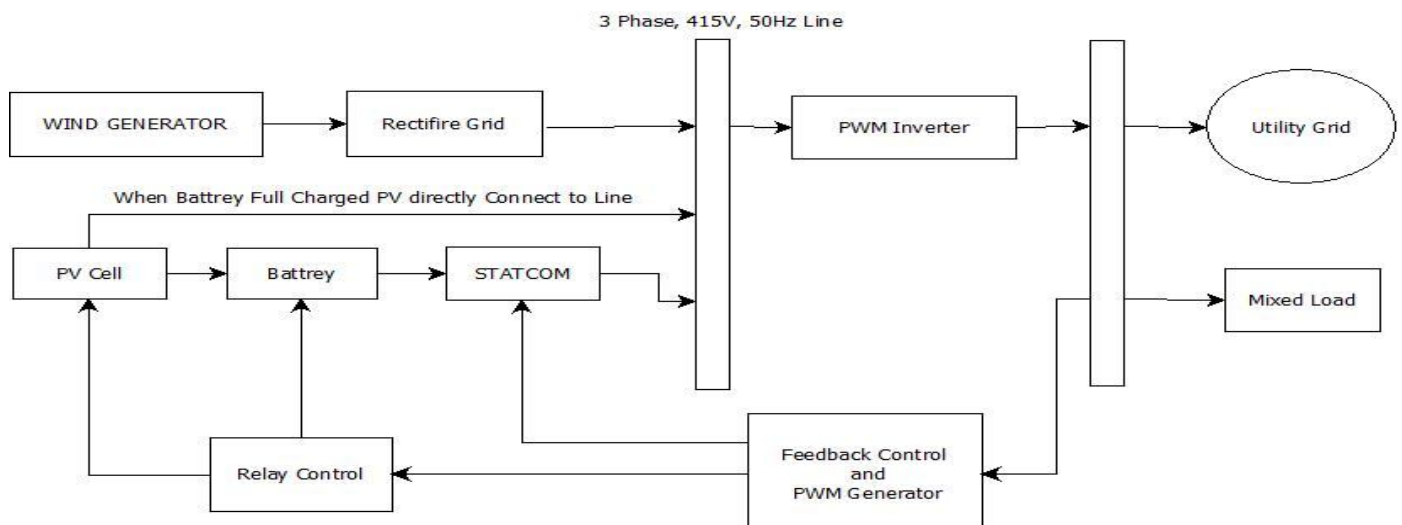 3 Phase, 415V, 50Hz Line
WIND GENERATOR
Rectifire Grid
PWM Inverter
Utility Grid
When Battrey Full Charged PV directly Connect to Line
PV Cell
Battrey
STATCOM
Mixed Load
Relay Control
Feedback Control
and
PWM Generator